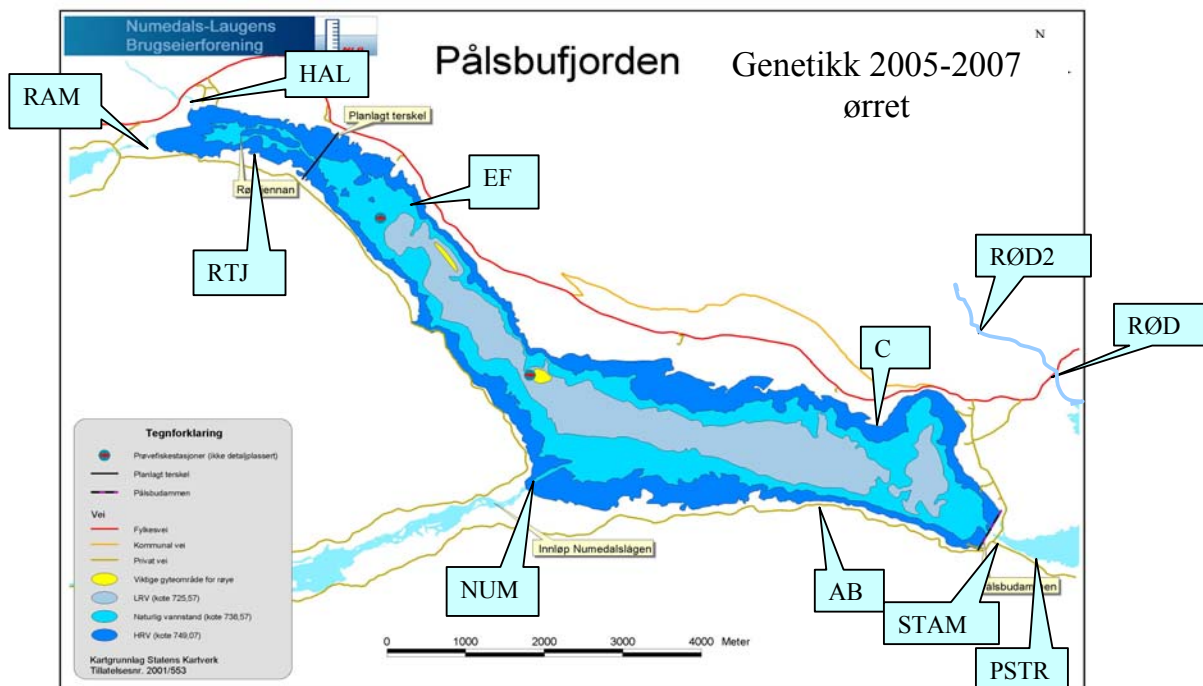 Numedals-Laugens
Brugseierforening
Pålsbufjorden
Genetikk 2005-2007
ørret
N
HAL
RAM
Planlagt terskel
EF
RTJ
RØD2
RØD
C
Tegnforklaring
Prøvefiskestasjoner (ikke detaljplassert)
Planlagt terskel
Pålsbudammen
Vei
Fylkesvei
Kommunal vei
Privat vei
Viktige gyteområde for røye
LRV (kote 725,57)
Naturlig vannstand (kote 736,57)
HRV (kote 749,07)
Kartgrunnlag Statens Kartverk
Tillatelsesnr. 2001/553
Innløp Numedalslågen
NUM
AB
STAM
PSTR
0 1000 2000 3000 4000 Meter